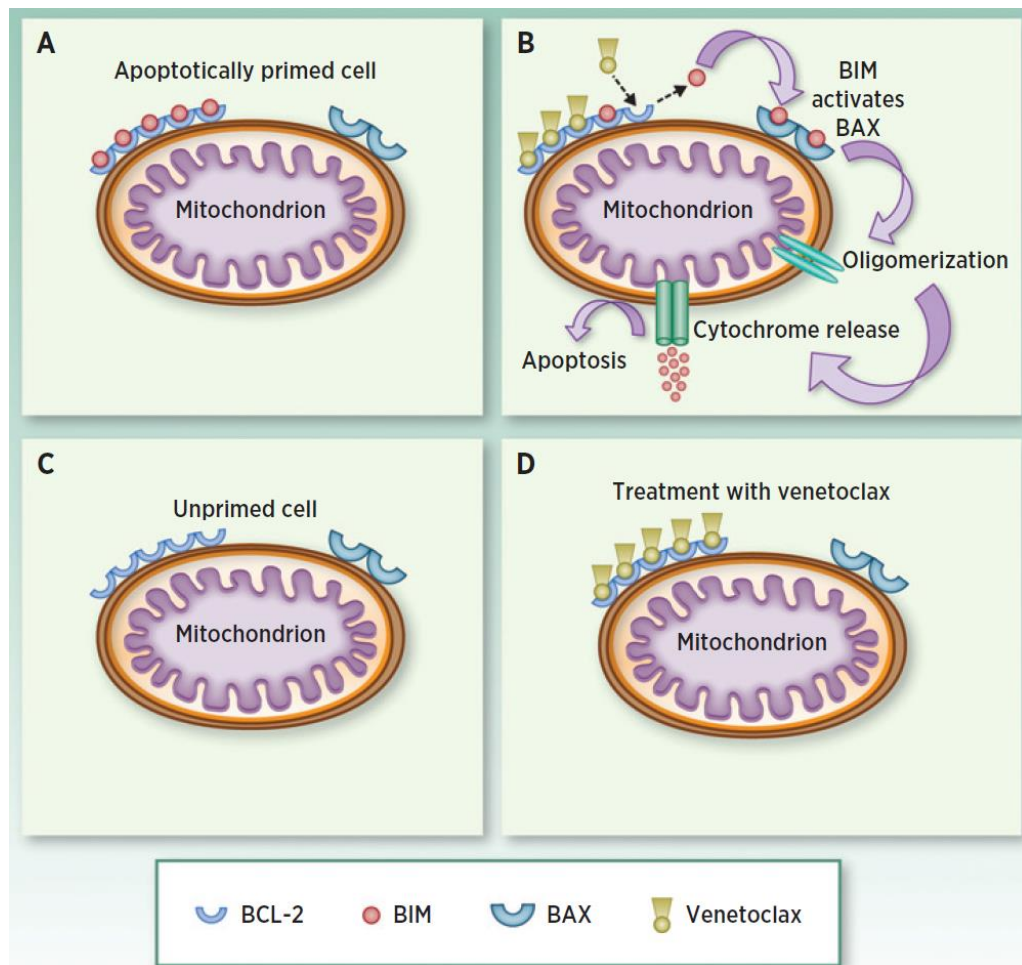 A
Apoptotically primed cell
Mitochondrion
B
BIM
activates
BAX
Mitochondrion
Oligomerization
Cytochrome release
Apoptosis
C
Unprimed cell
Mitochondrion
D
Treatment with venetoclax
Mitochondrion
BCL-2 BIM BAX Venetoclax